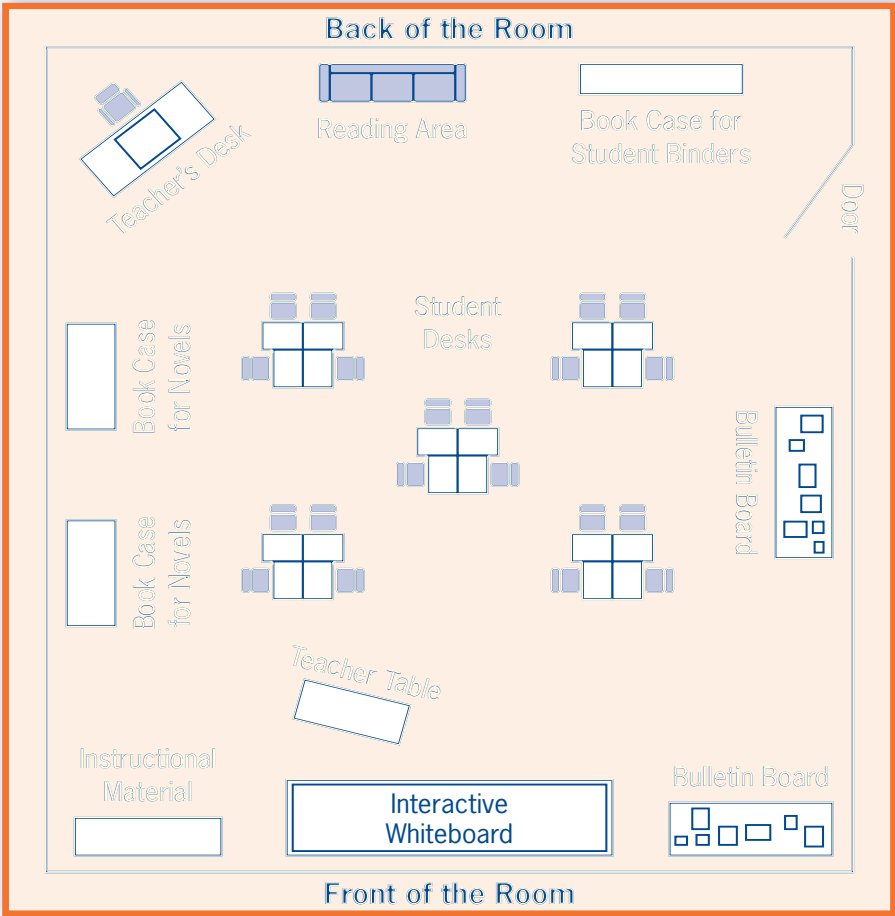 Back of the Room
Reading Area
Book Case for
Student Binders
Teacher's Desk
Door
Student
Desks
Book Case
for Novels
Bulletin Board
Book Case
for Novels
Teacher Table
Instructional
Material
Interactive
Whiteboard
Bulletin Board
Front of the Room